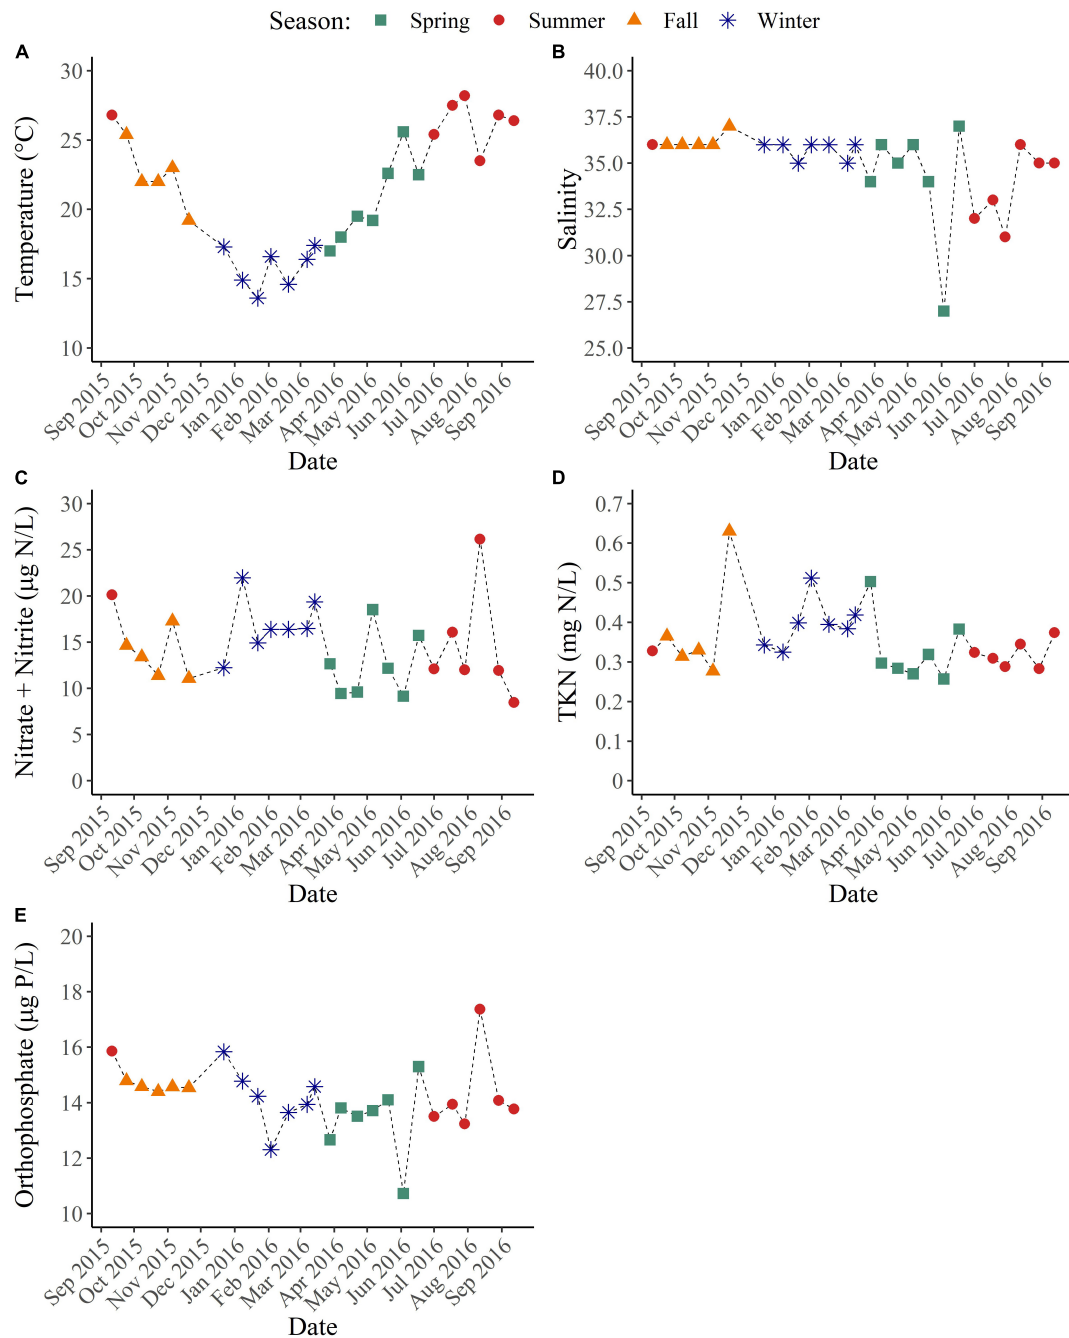 Season: Spring Summer Fall Winter
A
Temperature (°C)
30
25
20
15
10
Sep 2015
Oct 2015
Nov 2015
Dec 2015
Jan 2016
Feb 2016
Mar 2016
Apr 2016
May 2016
Jun 2016
Jul 2016
Aug 2016
Sep 2016
Date
B
Salinity
40.0
37.5
35.0
32.5
30.0
27.5
25.0
Sep 2015
Oct 2015
Nov 2015
Dec 2015
Jan 2016
Feb 2016
Mar 2016
Apr 2016
May 2016
Jun 2016
Jul 2016
Aug 2016
Sep 2016
Date
C
Nitrate + Nitrite (µg N/L)
30
25
20
15
10
5
0
Sep 2015
Oct 2015
Nov 2015
Dec 2015
Jan 2016
Feb 2016
Mar 2016
Apr 2016
May 2016
Jun 2016
Jul 2016
Aug 2016
Sep 2016
Date
D
TKN (mg N/L)
0.7
0.6
0.5
0.4
0.3
0.2
0.1
0
Sep 2015
Oct 2015
Nov 2015
Dec 2015
Jan 2016
Feb 2016
Mar 2016
Apr 2016
May 2016
Jun 2016
Jul 2016
Aug 2016
Sep 2016
Date
E
Orthophosphate (µg P/L)
20
18
16
14
12
10
Sep 2015
Oct 2015
Nov 2015
Dec 2015
Jan 2016
Feb 2016
Mar 2016
Apr 2016
May 2016
Jun 2016
Jul 2016
Aug 2016
Sep 2016
Date